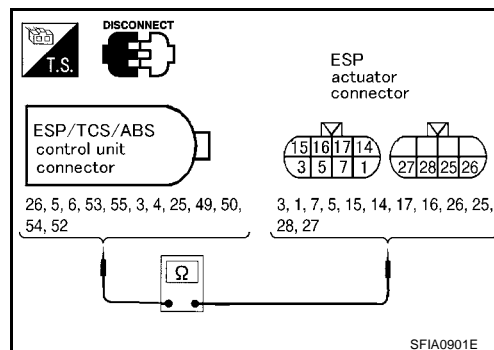 DISCONNECT
T.S.
ESP
actuator
connector
ESP/TCS/ABS
control unit
connector
15 16 17 14
3 5 7 1
27 28 25 26
26, 5, 6, 53, 55, 3, 4, 25, 49, 50,
54, 52
3, 1, 7, 5, 15, 14, 17, 16, 26, 25,
28, 27
Ω
SFIA0901E